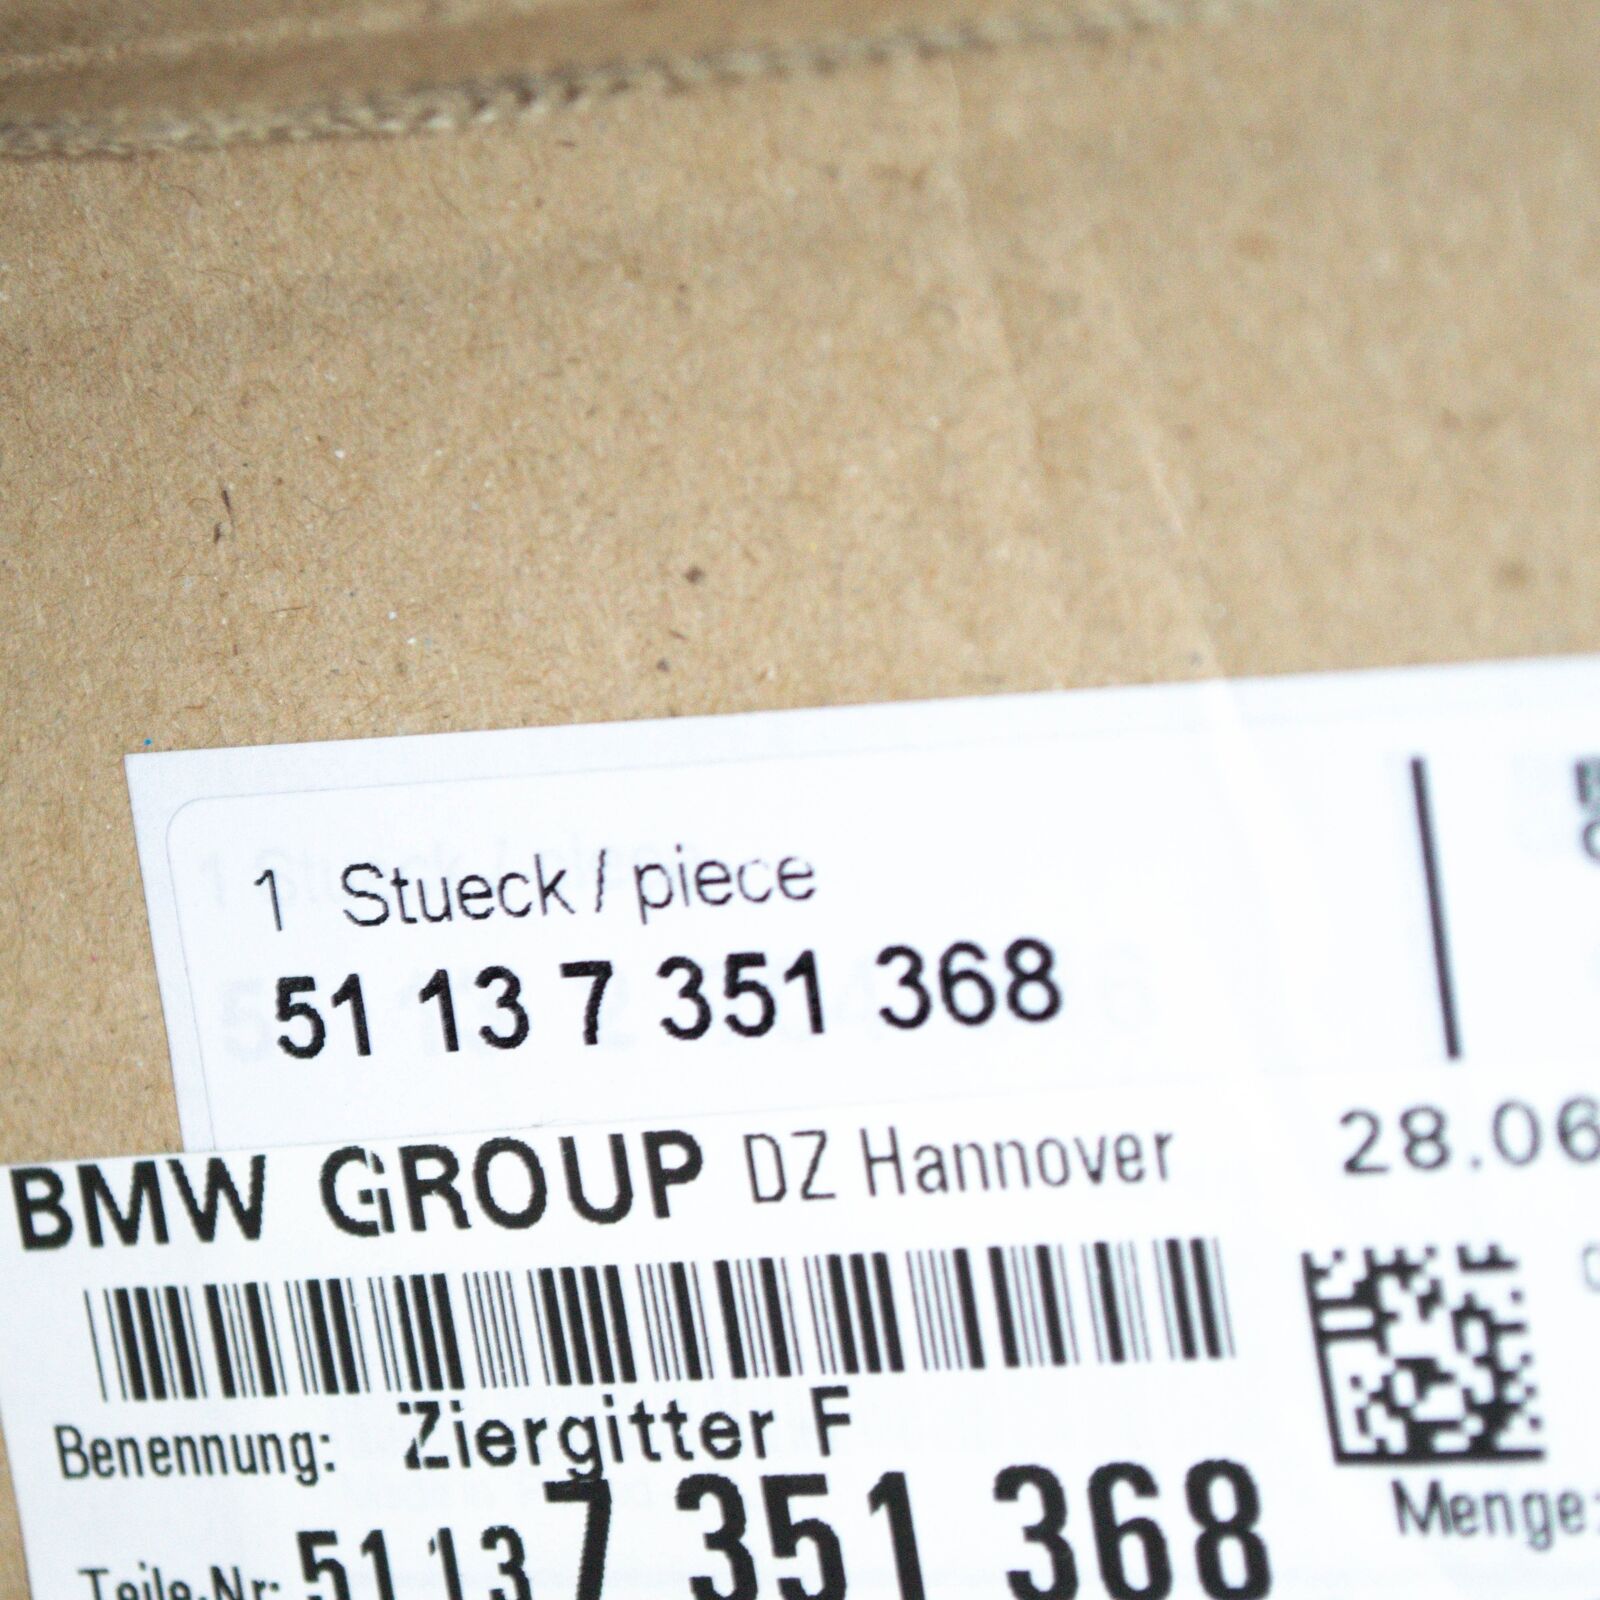 1 Stueck / piece
51 13 7 351 368
BMW GROUP DZ Hannover 28.06
Benennung: Ziergitter F
Menge:
Teile-Nr: 51 13 7 351 368